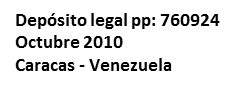 Depósito legal pp: 760924
Octubre 2010
Caracas - Venezuela